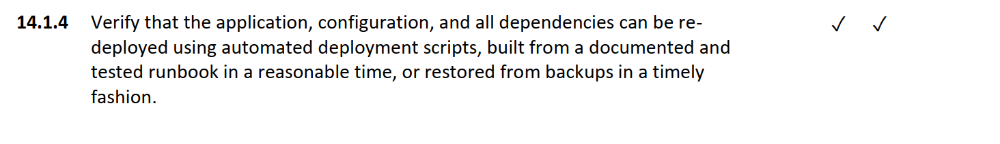 14.1.4 Verify that the application, configuration, and all dependencies can be re- ✓ ✓
deployed using automated deployment scripts, built from a documented and
tested runbook in a reasonable time, or restored from backups in a timely
fashion.